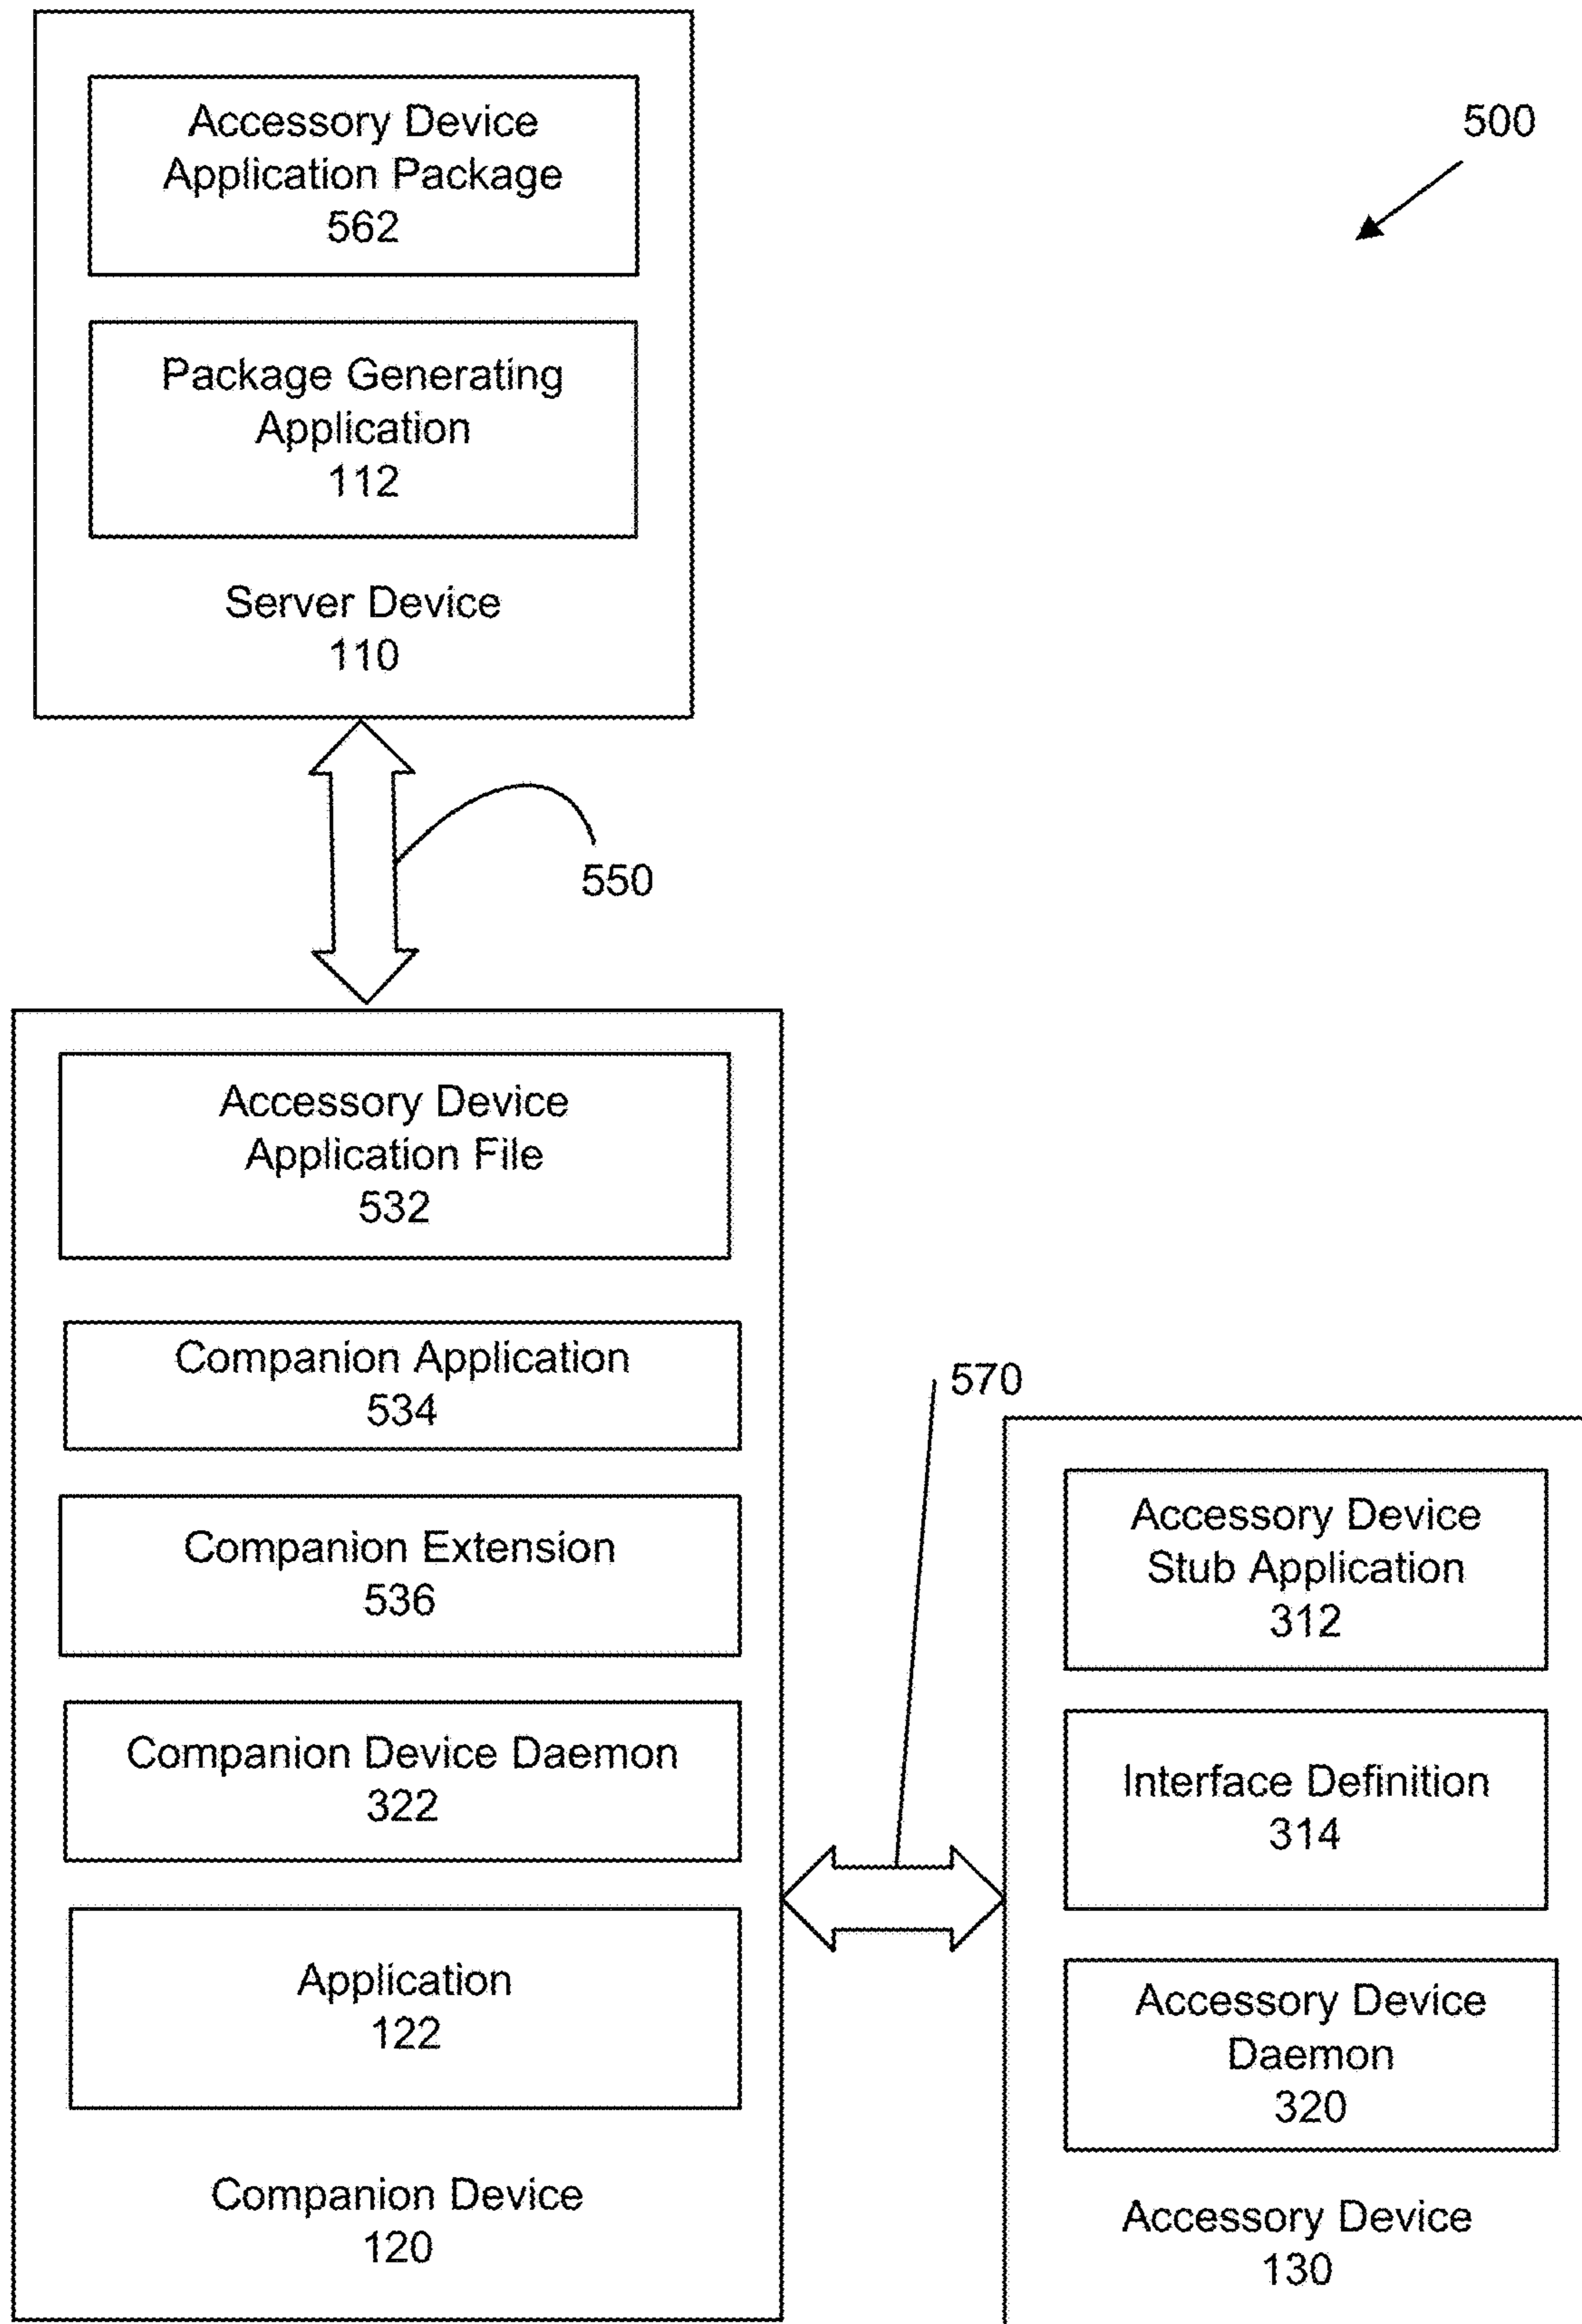 Accessory Device
Application Package
562
500
Package Generating
Application
112
Server Device
110
550
Accessory Device
Application File
532
Companion Application
534
570
Companion Extension
536
Companion Device Daemon
322
Application
122
Companion Device
120
Accessory Device
Stub Application
312
Interface Definition
314
Accessory Device
Daemon
320
Accessory Device
130